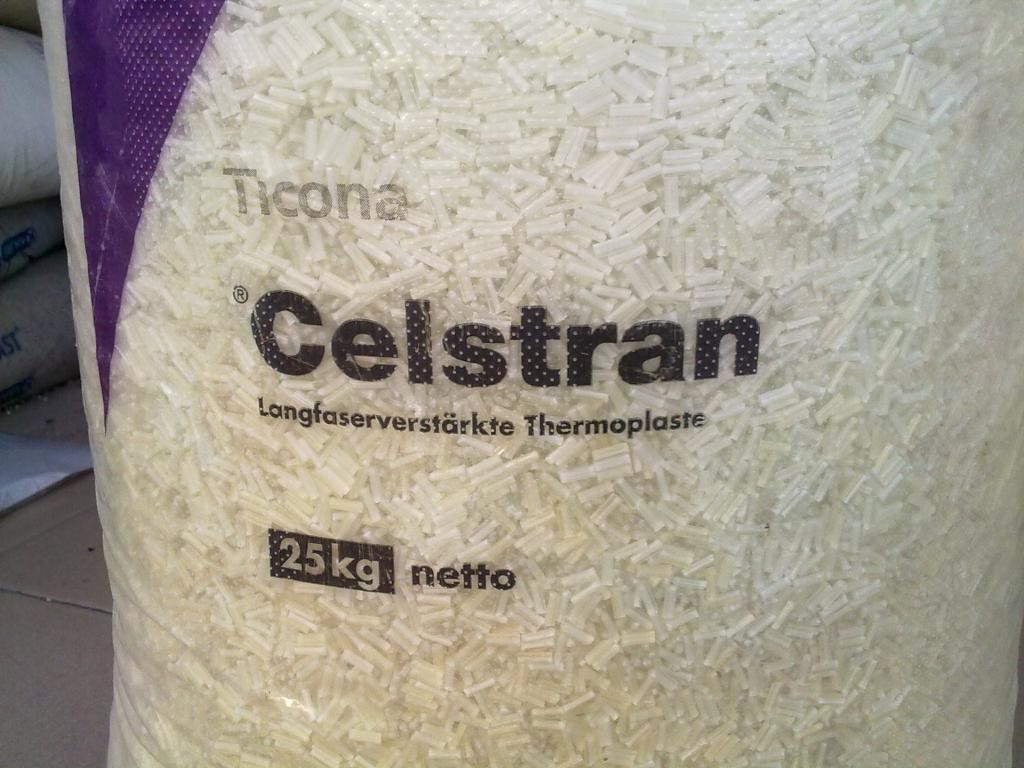 Ticona
®Celstran
Langfaserverstärkte Thermoplaste
25kg netto